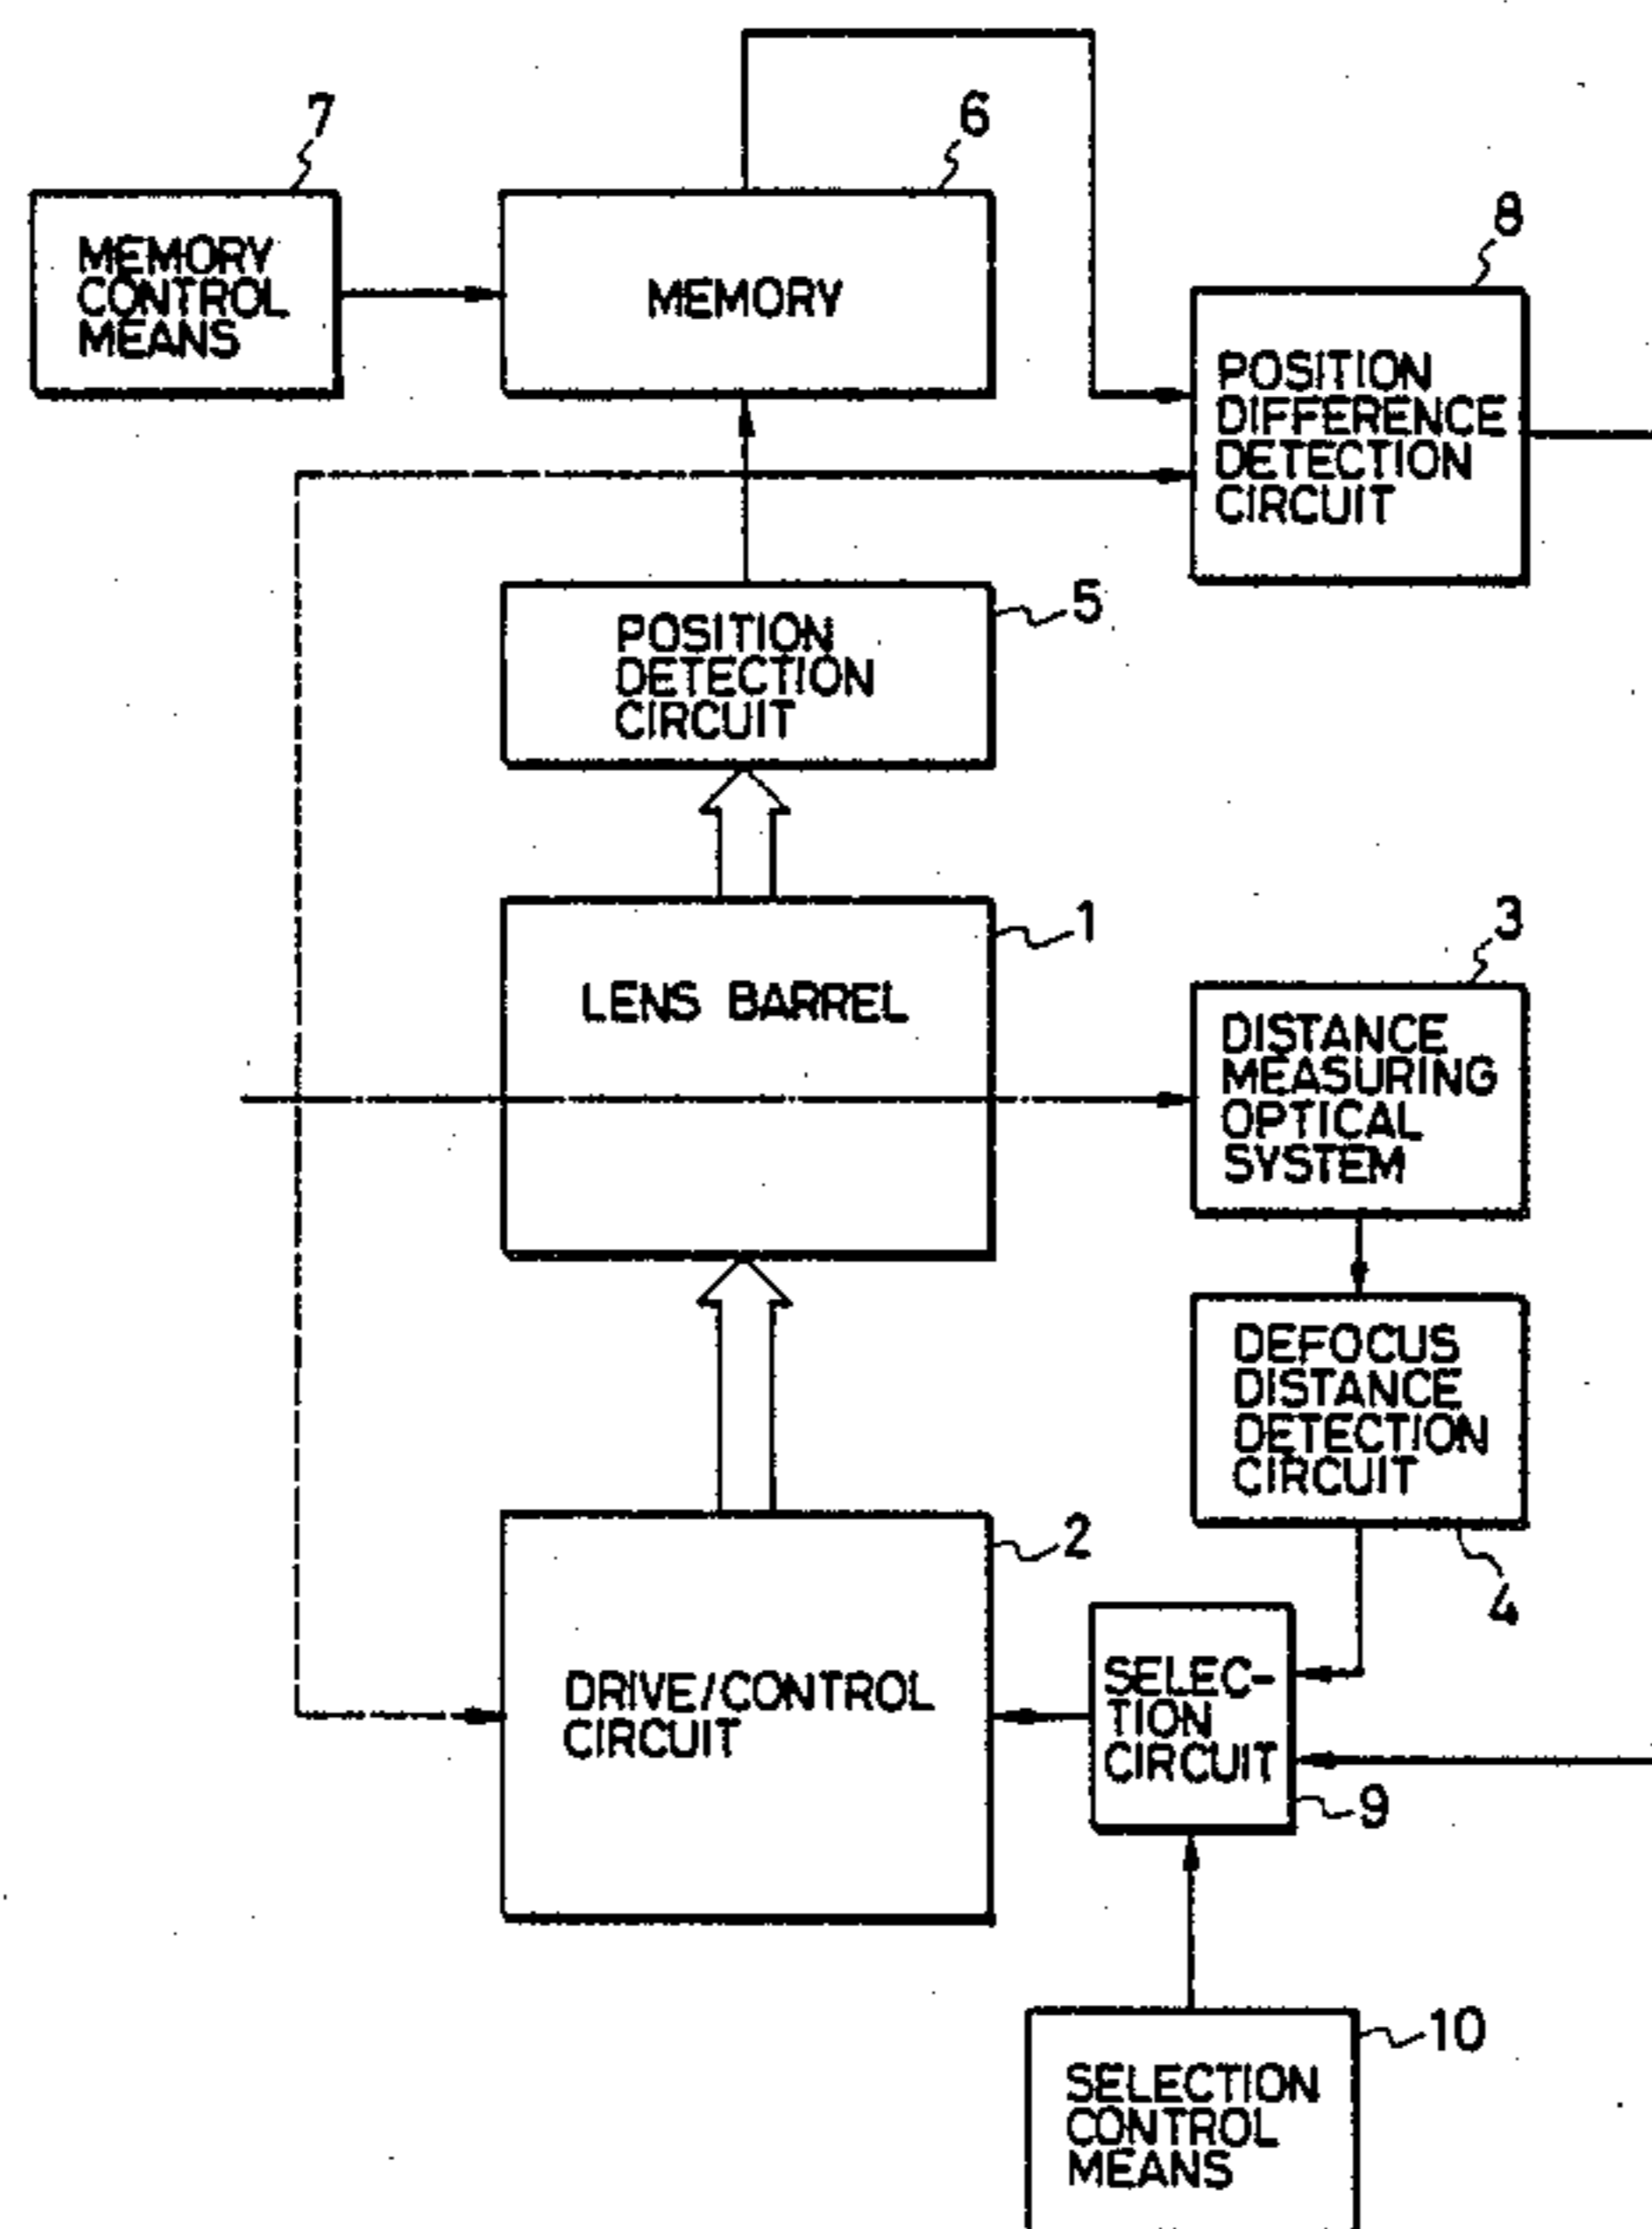 7
6
MEMORY
CONTROL
MEANS
MEMORY
8
POSITION
DIFFERENCE
DETECTION
CIRCUIT
5
POSITION
DETECTION
CIRCUIT
1
LENS BARREL
3
DISTANCE
MEASURING
OPTICAL
SYSTEM
DEFOCUS
DISTANCE
DETECTION
CIRCUIT
4
2
DRIVE/CONTROL
CIRCUIT
SELEC-
TION
CIRCUIT
9
10
SELECTION
CONTROL
MEANS